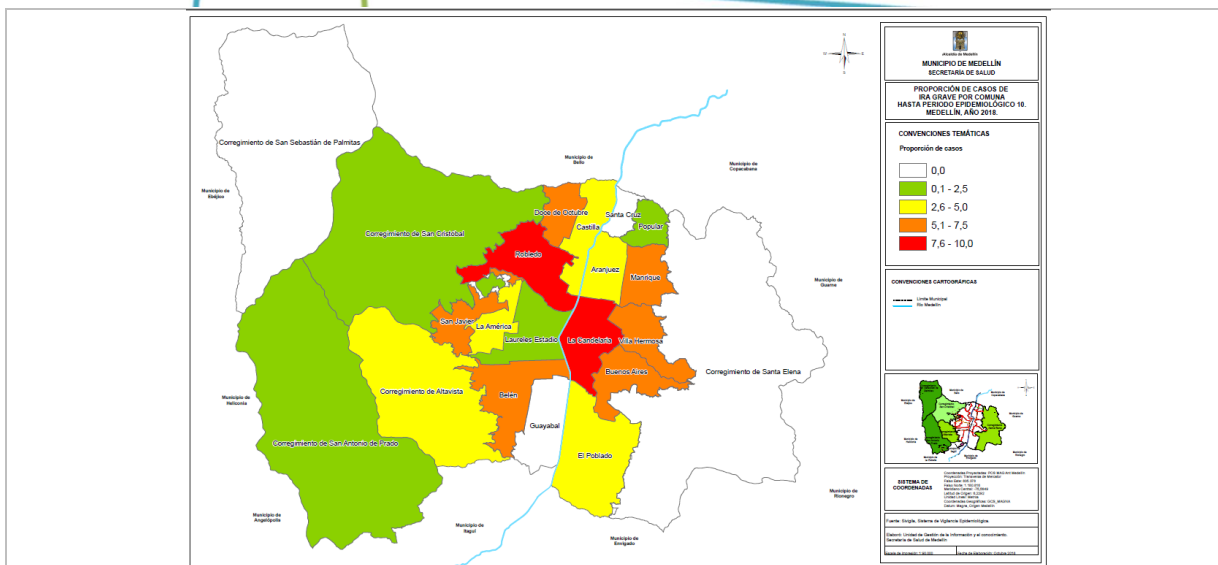 Alcaldía de Medellín
MUNICIPIO DE MEDELLÍN
SECRETARÍA DE SALUD
PROPORCIÓN DE CASOS DE
IRA GRAVE POR COMUNA
HASTA PERIODO EPIDEMIOLÓGICO 10.
MEDELLÍN, AÑO 2018.
CONVENCIONES TEMÁTICAS
Proporción de casos
0,0
0,1 - 2,5
2,6 - 5,0
5,1 - 7,5
7,6 - 10,0
CONVENCIONES CARTOGRÁFICAS
Límite Municipal
Río Medellín
SISTEMA DE
COORDENADAS
Fuente: Sivigila, Sistema de Vigilancia Epidemiológica
Elaboró: Unidad de Gestión de la Información y el conocimiento.
Secretaría de Salud de Medellín
Corregimiento de San Sebastián de Palmitas
Municipio de
Bello
Municipio de
Copacabana
Municipio de
Ebéjico
Doce de Octubre
Santa Cruz
Castilla
Popular
Corregimiento de San Cristobal
Robledo
Aranjuez
Manrique
Municipio de
Guarne
San Javier
La América
Laureles Estadio
La Candelaria
Villa Hermosa
Buenos Aires
Corregimiento de Santa Elena
Corregimiento de Altavista
Belén
Municipio de
Heliconia
Guayabal
Corregimiento de San Antonio de Prado
El Poblado
Municipio de
Rionegro
Municipio de
Angelópolis
Municipio de
Itagüí
Municipio de
Envigado